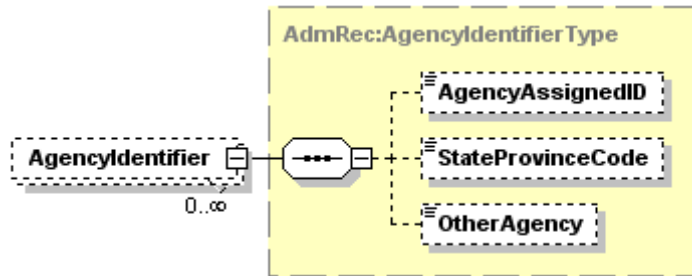 AdmRec:AgencyIdentifierType
AgencyAssignedID
AgencyIdentifier
StateProvinceCode
0..∞
OtherAgency